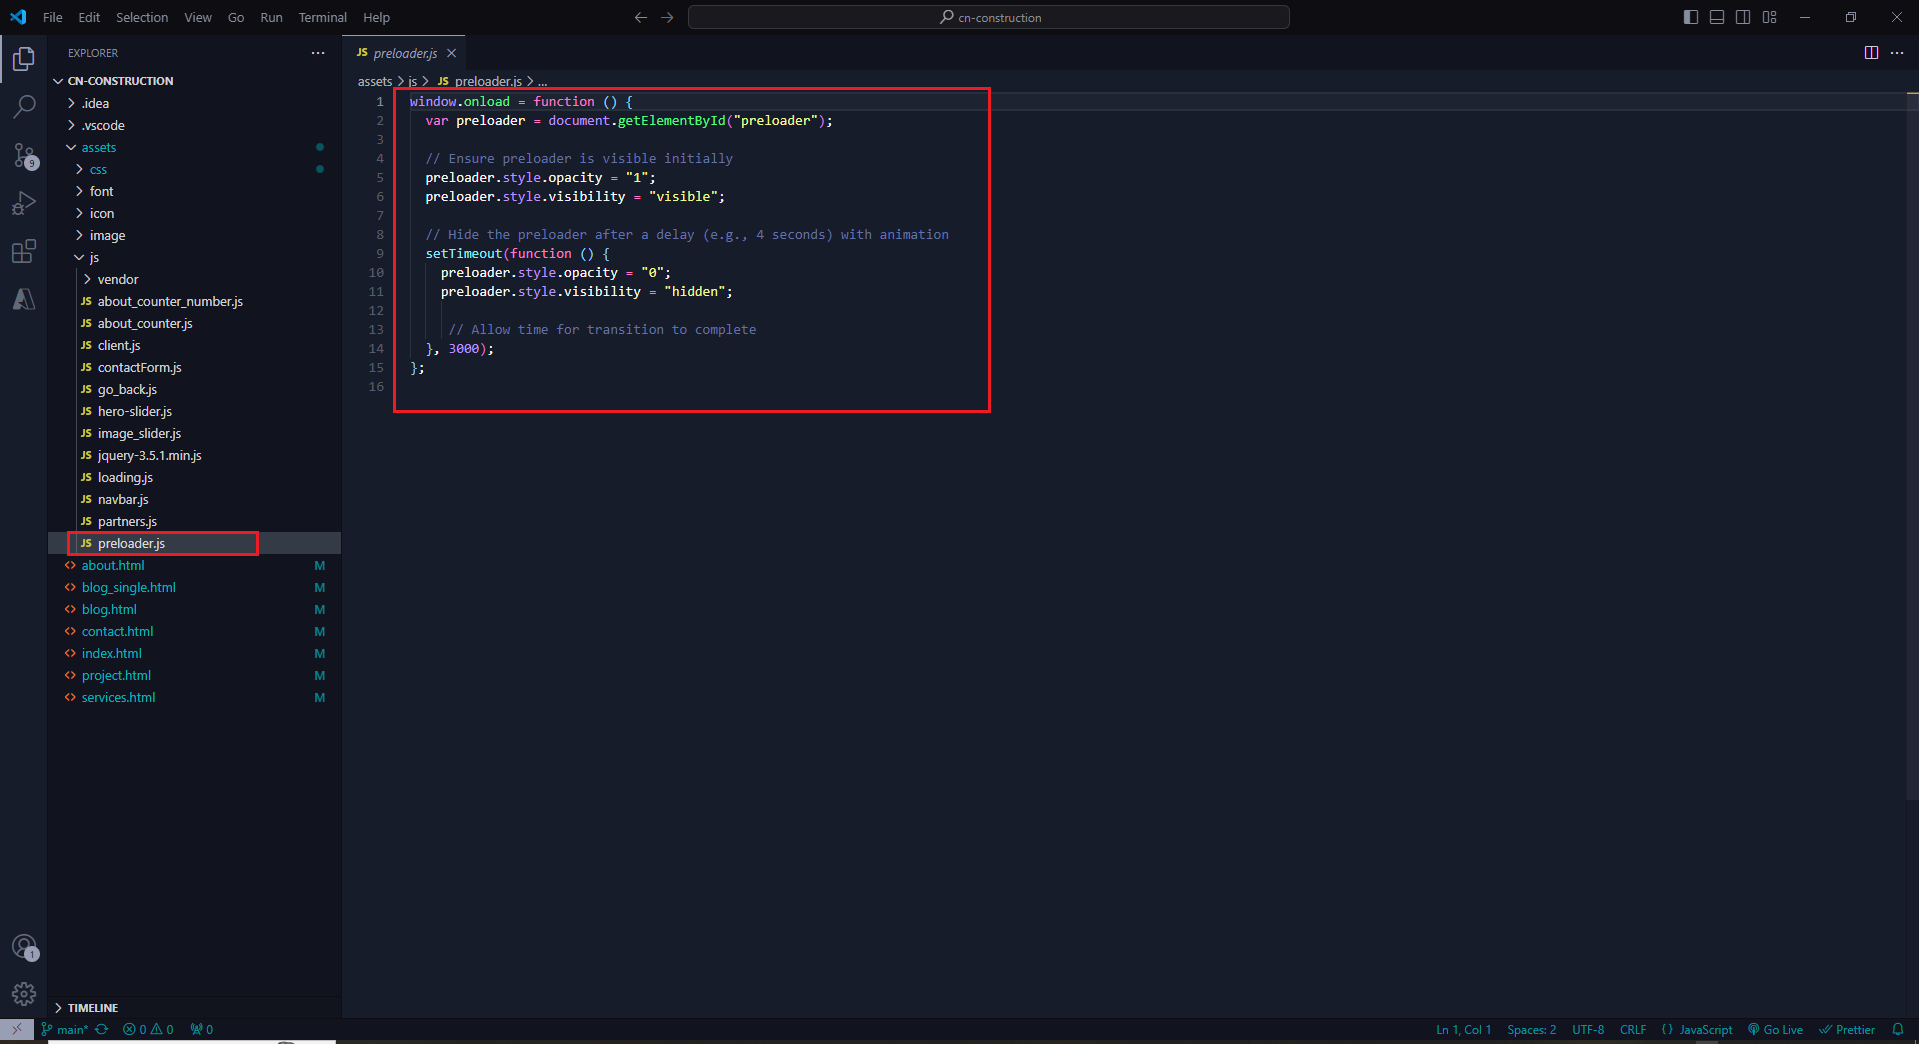 File Edit Selection View Go Run Terminal Help
cn-construction
EXPLORER
CN-CONSTRUCTION
.idea
.vscode
assets
css
font
icon
image
js
vendor
JS about_counter_number.js
JS about_counter.js
JS client.js
JS contactForm.js
JS go_back.js
JS hero-slider.js
JS image_slider.js
JS jquery-3.5.1.min.js
JS loading.js
JS navbar.js
JS partners.js
JS preloader.js
about.html M
blog_single.html M
blog.html M
contact.html M
index.html M
project.html M
services.html M
TIMELINE
9
1
JS preloader.js
assets > js > JS preloader.js > ...
1 window.onload = function () {
2 var preloader = document.getElementById("preloader");
3
4 // Ensure preloader is visible initially
5 preloader.style.opacity = "1";
6 preloader.style.visibility = "visible";
7
8 // Hide the preloader after a delay (e.g., 4 seconds) with animation
9 setTimeout(function () {
10 preloader.style.opacity = "0";
11 preloader.style.visibility = "hidden";
12
13 // Allow time for transition to complete
14 }, 3000);
15 };
16
main* 0 0 0
Ln 1, Col 1 Spaces: 2 UTF-8 CRLF {} JavaScript Go Live Prettier